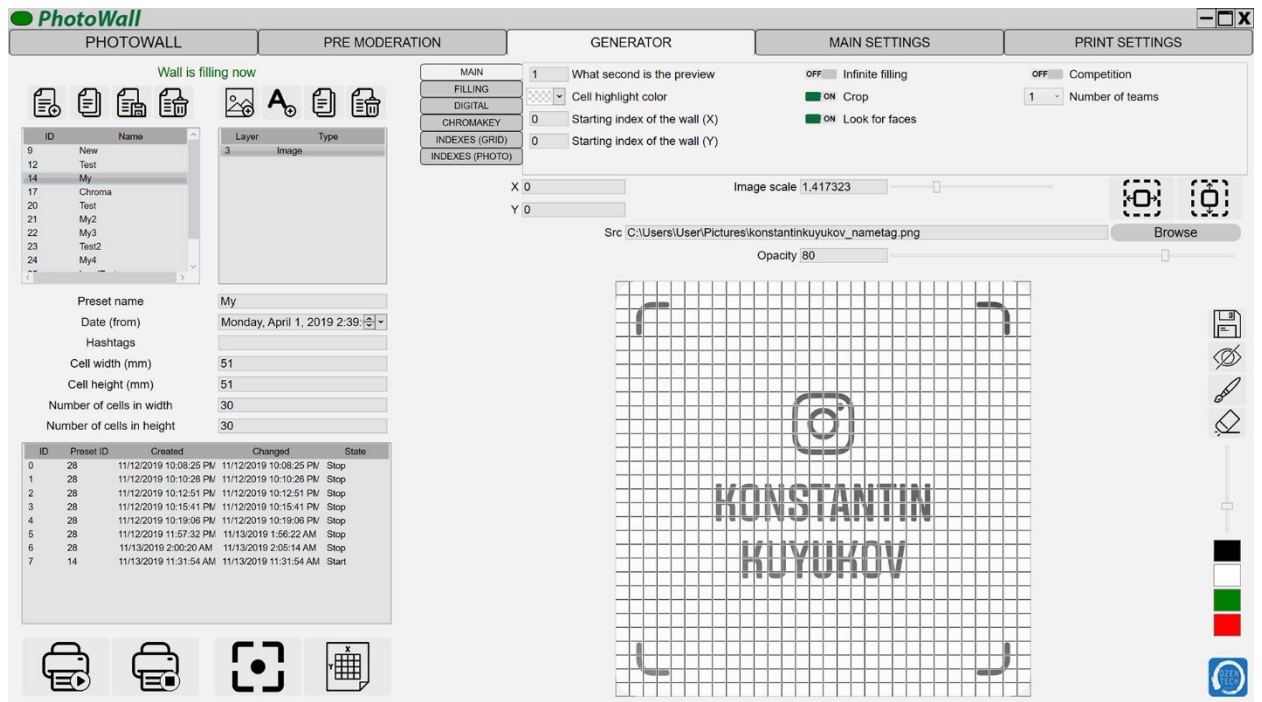 PhotoWall
PHOTOWALL PRE MODERATION GENERATOR MAIN SETTINGS PRINT SETTINGS
Wall is filling now
ID Name
9 New
12 Test
14 My
17 Chroma
20 Test
21 My2
22 My3
23 Test2
24 My4
Layer Type
3 Image
MAIN
FILLING
DIGITAL
CHROMAKEY
INDEXES (GRID)
INDEXES (PHOTO)
1 What second is the preview OFF Infinite filling OFF Competition
Cell highlight color ON Crop 1 Number of teams
0 Starting index of the wall (X) ON Look for faces
0 Starting index of the wall (Y)
X 0 Image scale 1,417323
Y 0
Src C:\Users\User\Pictures\konstantinkuyukov_nametag.png Browse
Opacity 80
Preset name My
Date (from) Monday, April 1, 2019 2:39:
Hashtags
Cell width (mm) 51
Cell height (mm) 51
Number of cells in width 30
Number of cells in height 30
ID Preset ID Created Changed State
0 28 11/12/2019 10:08:25 PM 11/12/2019 10:08:25 PM Stop
1 28 11/12/2019 10:10:26 PM 11/12/2019 10:10:26 PM Stop
2 28 11/12/2019 10:12:51 PM 11/12/2019 10:12:51 PM Stop
3 28 11/12/2019 10:15:41 PM 11/12/2019 10:15:41 PM Stop
4 28 11/12/2019 10:19:06 PM 11/12/2019 10:19:06 PM Stop
5 28 11/12/2019 11:57:32 PM 11/13/2019 1:56:22 AM Stop
6 28 11/13/2019 2:00:20 AM 11/13/2019 2:05:14 AM Stop
7 14 11/13/2019 11:31:54 AM 11/13/2019 11:31:54 AM Start
KONSTANTIN
KUYUKOV
X
Y
DZEN
TECH